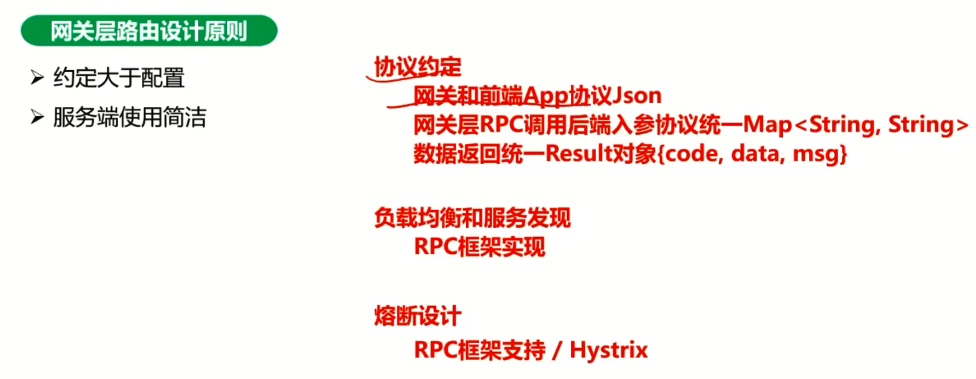 网关层路由设计原则
➤ 约定大于配置
➤ 服务端使用简洁
协议约定
网关和前端App协议Json
网关层RPC调用后端入参协议统一Map<String, String>
数据返回统一Result对象{code, data, msg}
负载均衡和服务发现
RPC框架实现
熔断设计
RPC框架支持 / Hystrix